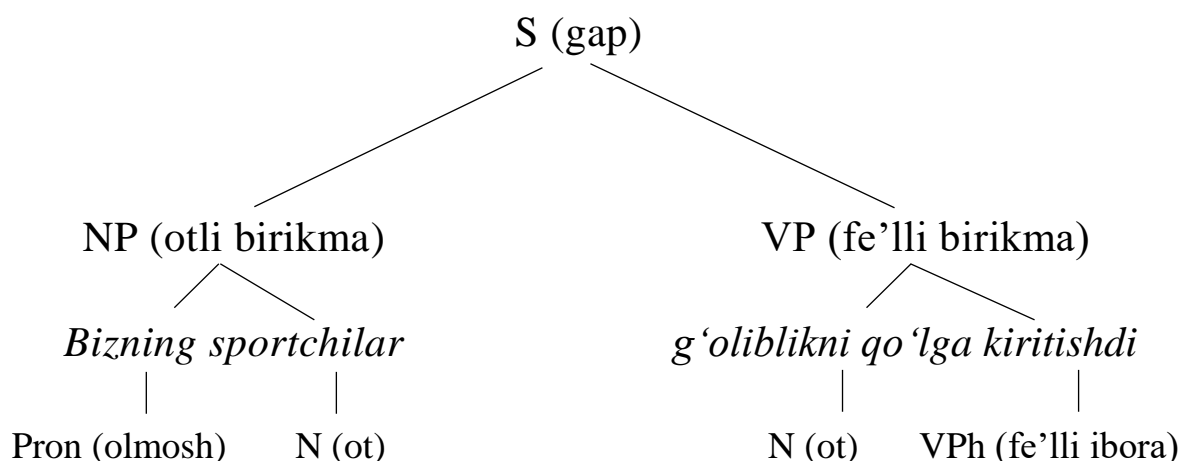 S (gap)
NP (otli birikma) VP (fe’lli birikma)
Bizning sportchilar g‘oliblikni qo‘lga kiritishdi
Pron (olmosh) N (ot) N (ot) VPh (fe’lli ibora)